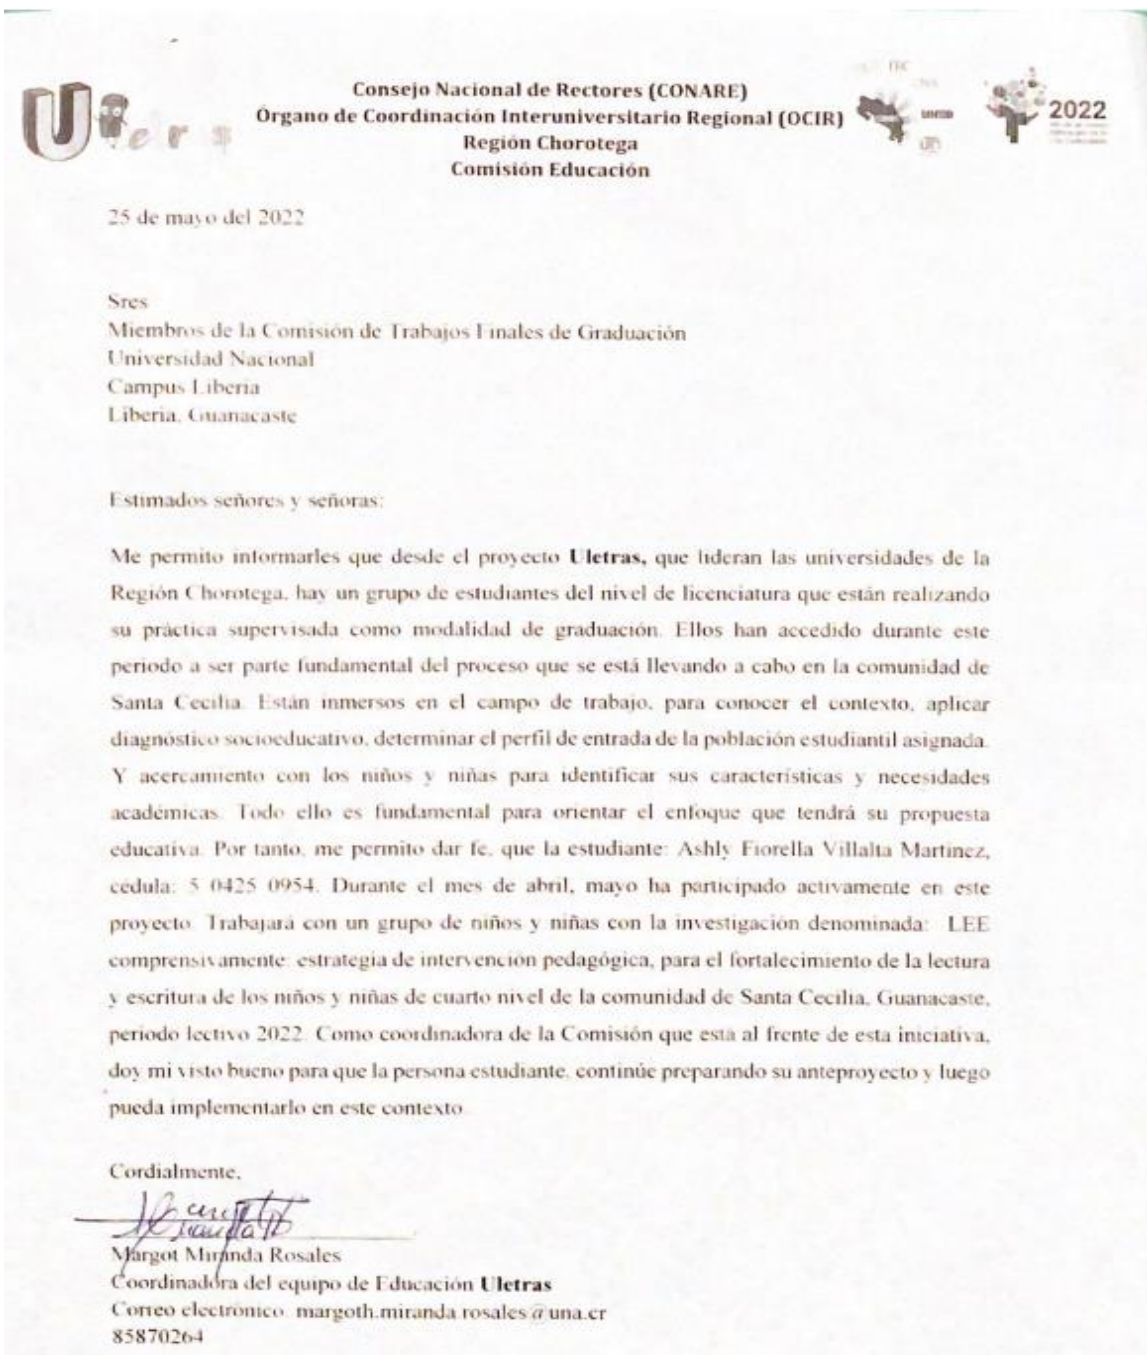 Consejo Nacional de Rectores (CONARE)
Órgano de Coordinación Interuniversitario Regional (OCIR)
Región Chorotega
Comisión Educación
2022
25 de mayo del 2022
Sres
Miembros de la Comisión de Trabajos Finales de Graduación
Universidad Nacional
Campus Liberia
Liberia, Guanacaste
Estimados señores y señoras:
Me permito informarles que desde el proyecto Uletras, que lideran las universidades de la
Región Chorotega, hay un grupo de estudiantes del nivel de licenciatura que están realizando
su práctica supervisada como modalidad de graduación. Ellos han accedido durante este
periodo a ser parte fundamental del proceso que se está llevando a cabo en la comunidad de
Santa Cecilia. Están inmersos en el campo de trabajo, para conocer el contexto, aplicar
diagnóstico socioeducativo, determinar el perfil de entrada de la población estudiantil asignada.
Y acercamiento con los niños y niñas para identificar sus características y necesidades
académicas. Todo ello es fundamental para orientar el enfoque que tendrá su propuesta
educativa. Por tanto, me permito dar fe, que la estudiante: Ashly Fiorella Villalta Martinez,
cedula: 5 0425 0954. Durante el mes de abril, mayo ha participado activamente en este
proyecto. Trabajará con un grupo de niños y niñas con la investigación denominada: LEE
comprensivamente: estrategia de intervención pedagógica, para el fortalecimiento de la lectura
y escritura de los niños y niñas de cuarto nivel de la comunidad de Santa Cecilia, Guanacaste,
periodo lectivo 2022. Como coordinadora de la Comisión que esta al frente de esta iniciativa,
doy mi visto bueno para que la persona estudiante, continúe preparando su anteproyecto y luego
pueda implementarlo en este contexto.
Cordialmente,
Margot Miranda Rosales
Coordinadora del equipo de Educación Uletras
Correo electrónico: margoth.miranda.rosales@una.cr
85870264